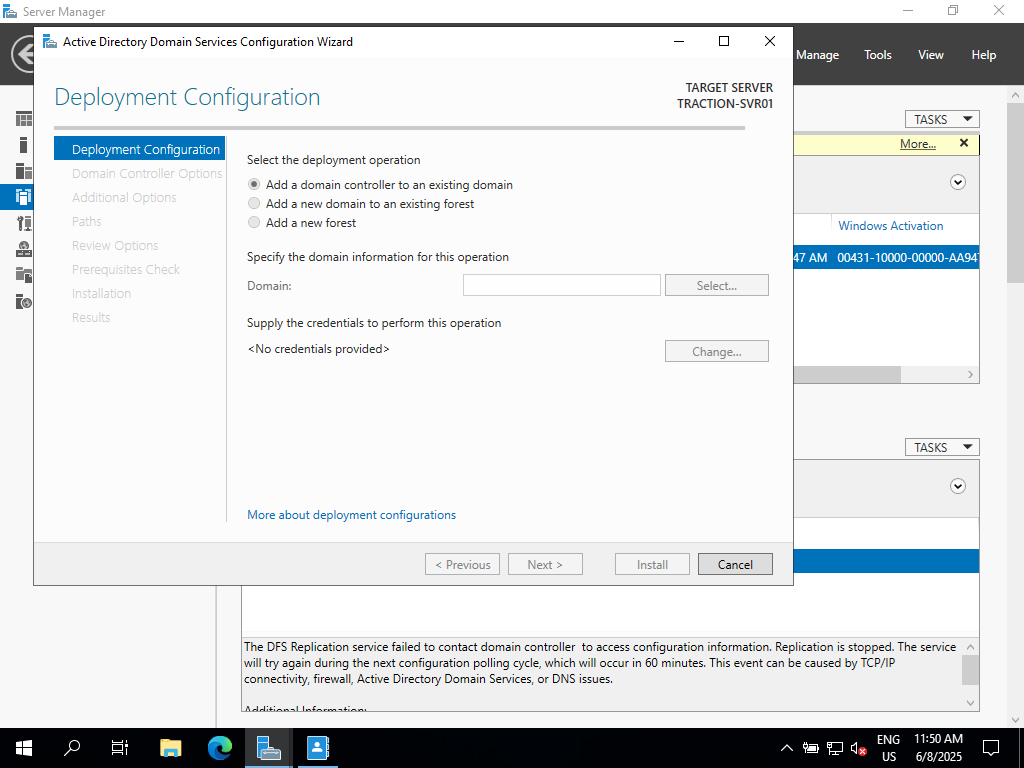 Server Manager
Active Directory Domain Services Configuration Wizard
Manage
Tools
View
Help
Deployment Configuration
TARGET SERVER
TRACTION-SVR01
TASKS
More...
Deployment Configuration
Domain Controller Options
Additional Options
Paths
Review Options
Prerequisites Check
Installation
Results
Select the deployment operation
Add a domain controller to an existing domain
Add a new domain to an existing forest
Add a new forest
Specify the domain information for this operation
Domain:
Select...
Supply the credentials to perform this operation
<No credentials provided>
Change...
More about deployment configurations
Windows Activation
47 AM 00431-10000-00000-AA947
TASKS
< Previous
Next >
Install
Cancel
The DFS Replication service failed to contact domain controller to access configuration information. Replication is stopped. The service
will try again during the next configuration polling cycle, which will occur in 60 minutes. This event can be caused by TCP/IP
connectivity, firewall, Active Directory Domain Services, or DNS issues.
Additional Information:
ENG
US
11:50 AM
6/8/2025